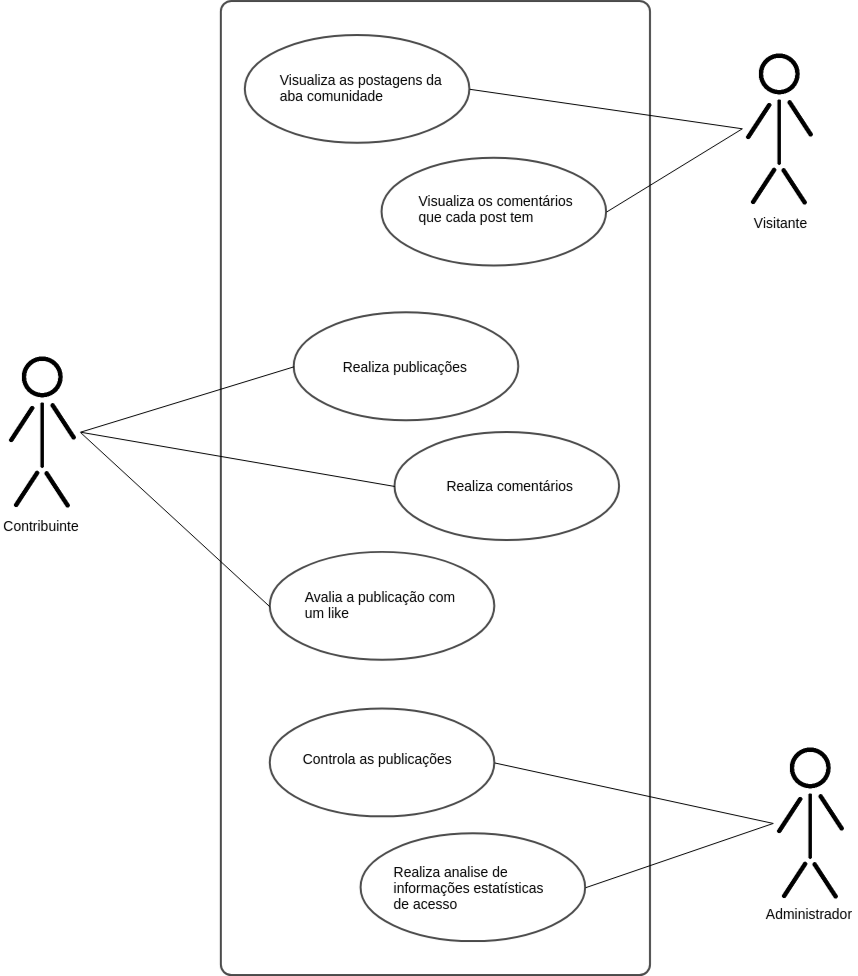 Visualiza as postagens da
aba comunidade
Visualiza os comentários
que cada post tem
Visitante
Realiza publicações
Realiza comentários
Contribuinte
Avalia a publicação com
um like
Controla as publicações
Realiza analise de
informações estatísticas
de acesso
Administrador